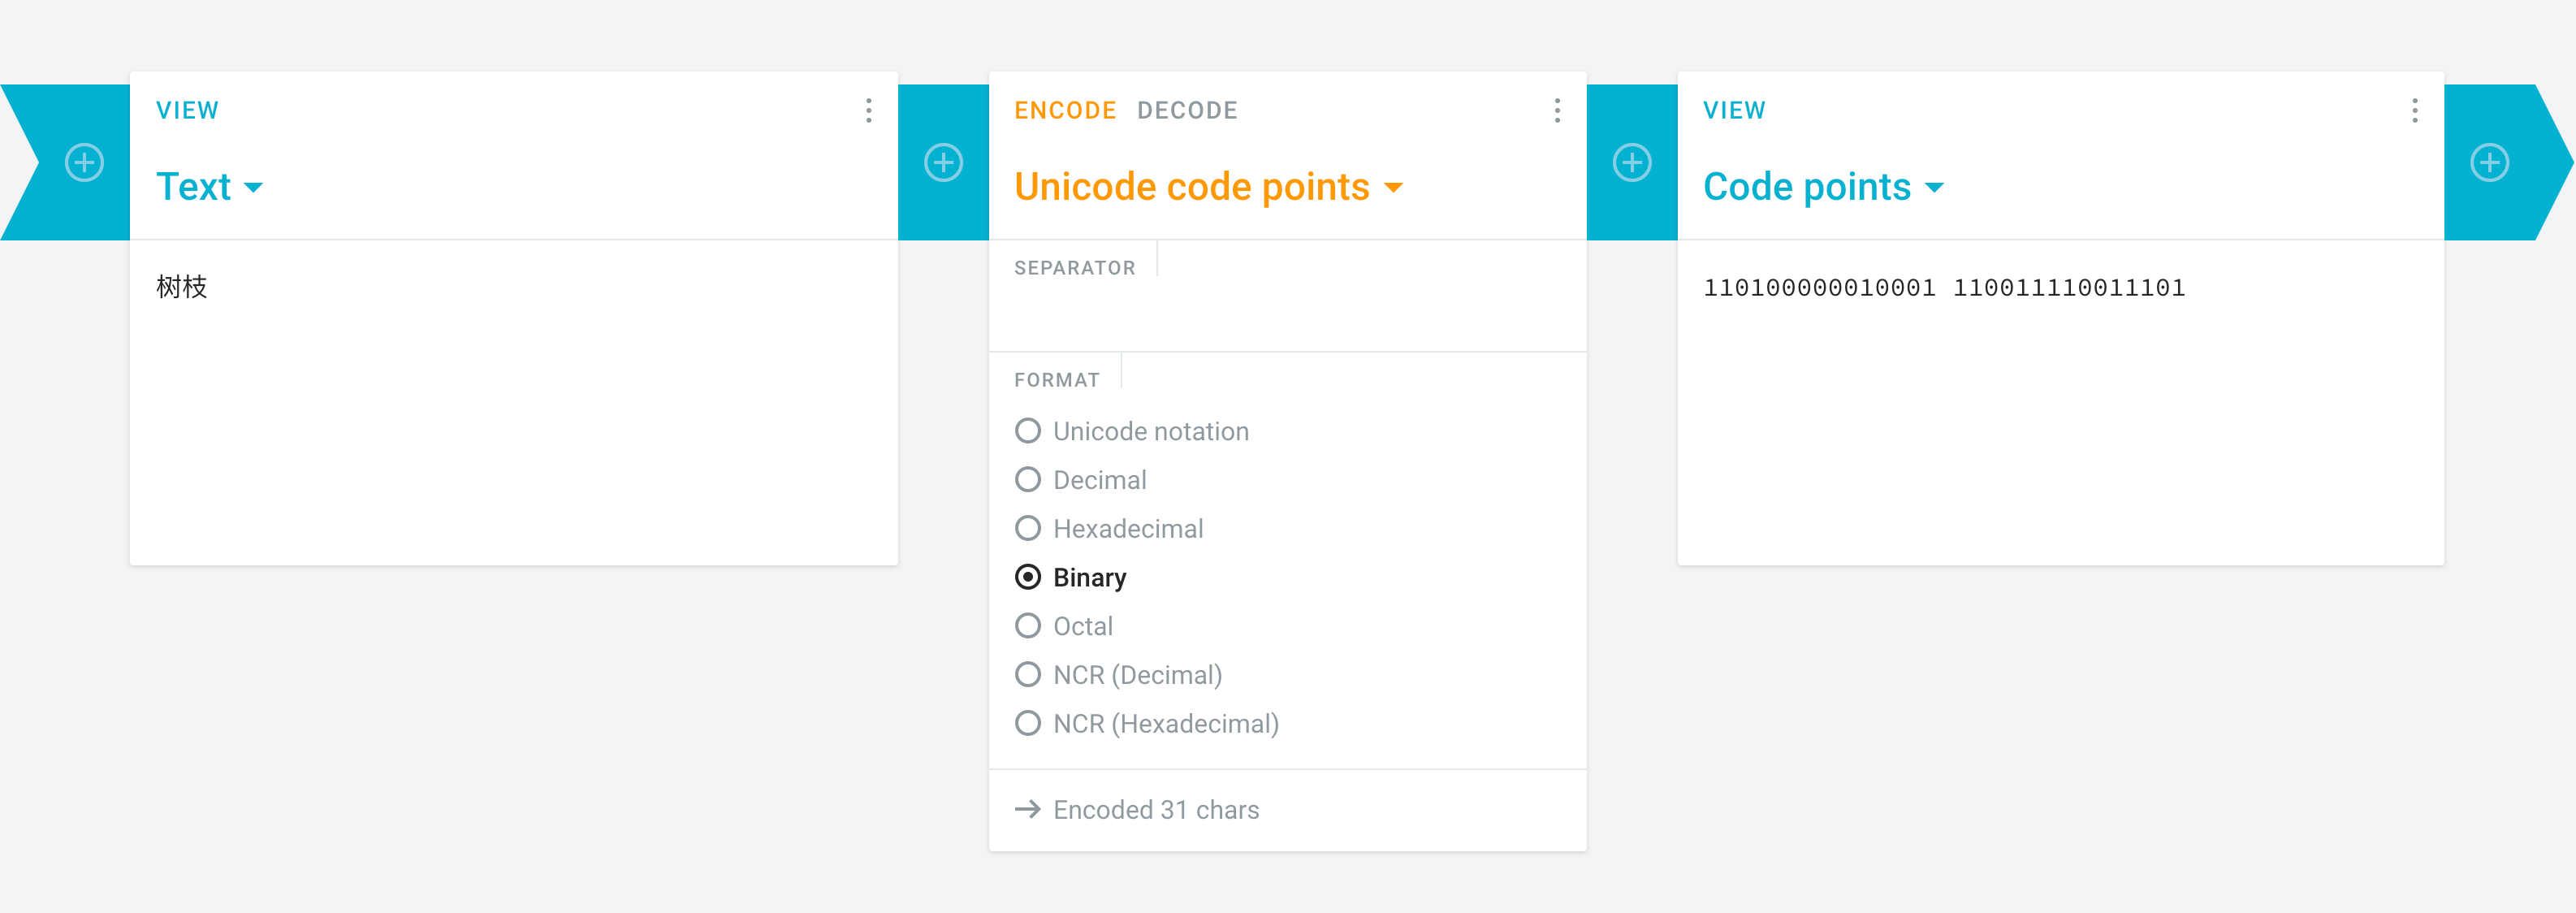 VIEW
Text
树枝
ENCODE DECODE
Unicode code points
SEPARATOR
FORMAT
Unicode notation
Decimal
Hexadecimal
Binary
Octal
NCR (Decimal)
NCR (Hexadecimal)
Encoded 31 chars
VIEW
Code points
110100000010001 110011110011101